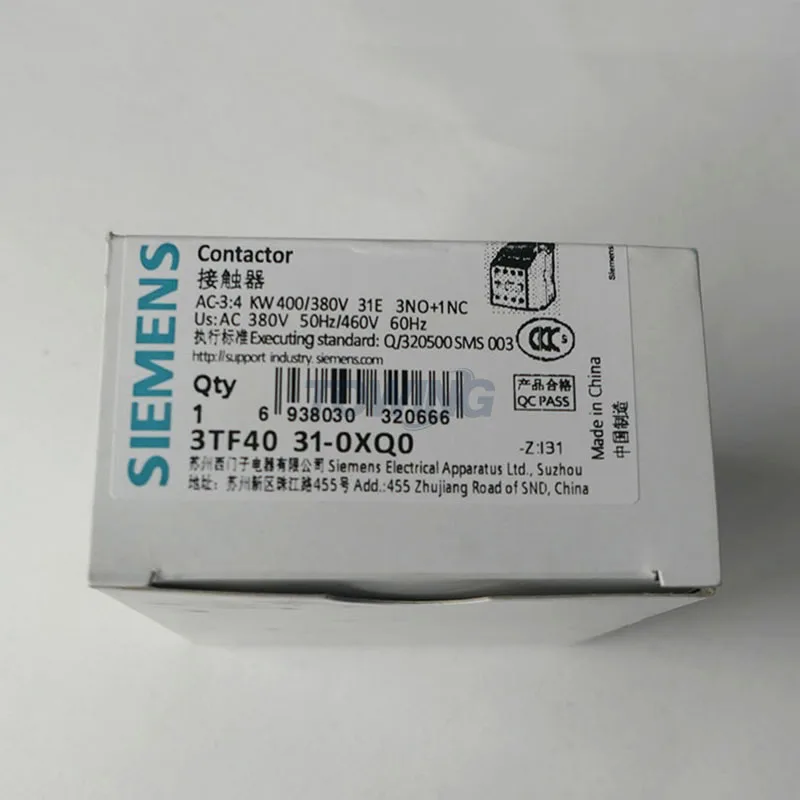 SIEMENS
Contactor
接触器
AC-3:4 KW 400/380V 31E 3NO+1NC
Us: AC 380V 50Hz/460V 60Hz
执行标准 Executing standard: Q/320500 SMS 003
http://support industry. siemens.com
CCC S
Qty
1
6 938030 320666
产品合格
QC PASS
3TF40 31-0XQ0
-Z:I31
苏州西门子电器有限公司 Siemens Electrical Apparatus Ltd., Suzhou
地址: 苏州新区珠江路455号 Add.:455 Zhujiang Road of SND, China
Made in China
中国制造
Siemens